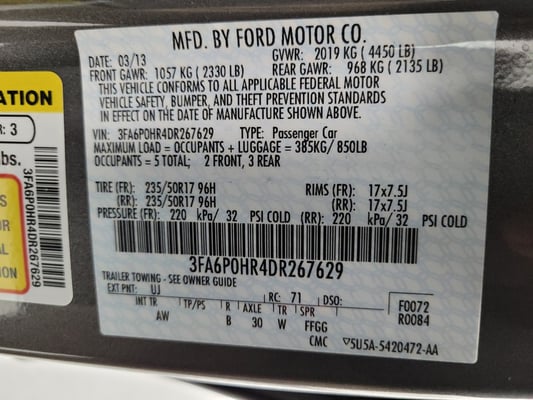 MFD. BY FORD MOTOR CO.
DATE: 03/13 GVWR: 2019 KG ( 4450 LB)
FRONT GAWR: 1057 KG ( 2330 LB) REAR GAWR: 968 KG ( 2135 LB)
THIS VEHICLE CONFORMS TO ALL APPLICABLE FEDERAL MOTOR
VEHICLE SAFETY, BUMPER, AND THEFT PREVENTION STANDARDS
IN EFFECT ON THE DATE OF MANUFACTURE SHOWN ABOVE.
VIN: 3FA6P0HR4DR267629 TYPE: Passenger Car
MAXIMUM LOAD = OCCUPANTS + LUGGAGE = 385KG/ 850LB
OCCUPANTS = 5 TOTAL; 2 FRONT, 3 REAR
TIRE (FR): 235/50R17 96H RIMS (FR): 17x7.5J
(RR): 235/50R17 96H (RR): 17x7.5J
PRESSURE (FR): 220 kPa/ 32 PSI COLD (RR): 220 kPa/ 32 PSI COLD
3FA6P0HR4DR267629
TRAILER TOWING - SEE OWNER GUIDE
EXT PNT: UJ RC: 71 DSO: F0072
INT TR TP/PS R AXLE TR SPR R0084
AW B 30 W FFGG
CMC 5U5A-5420472-AA
ATION
R: 3
bs.
S
OR
AL
ION
3FA6P0HR4DR267629